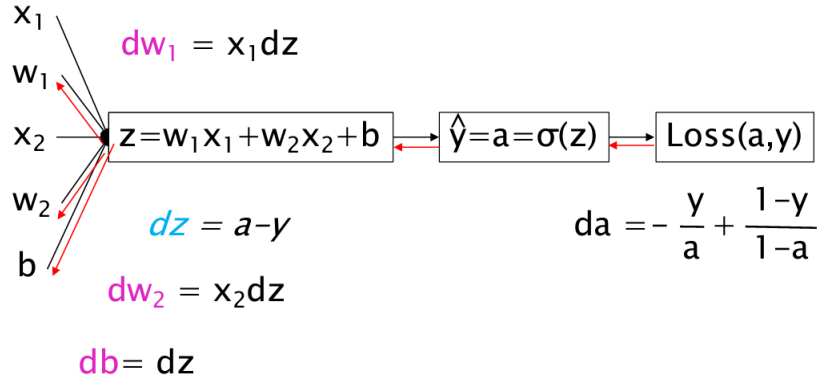 x₁
dw₁ = x₁dz
w₁
x₂
z=w₁x₁+w₂x₂+b
ŷ=a=σ(z)
Loss(a,y)
w₂
dz = a-y
da = - y/a + 1-y/1-a
b
dw₂ = x₂dz
db= dz